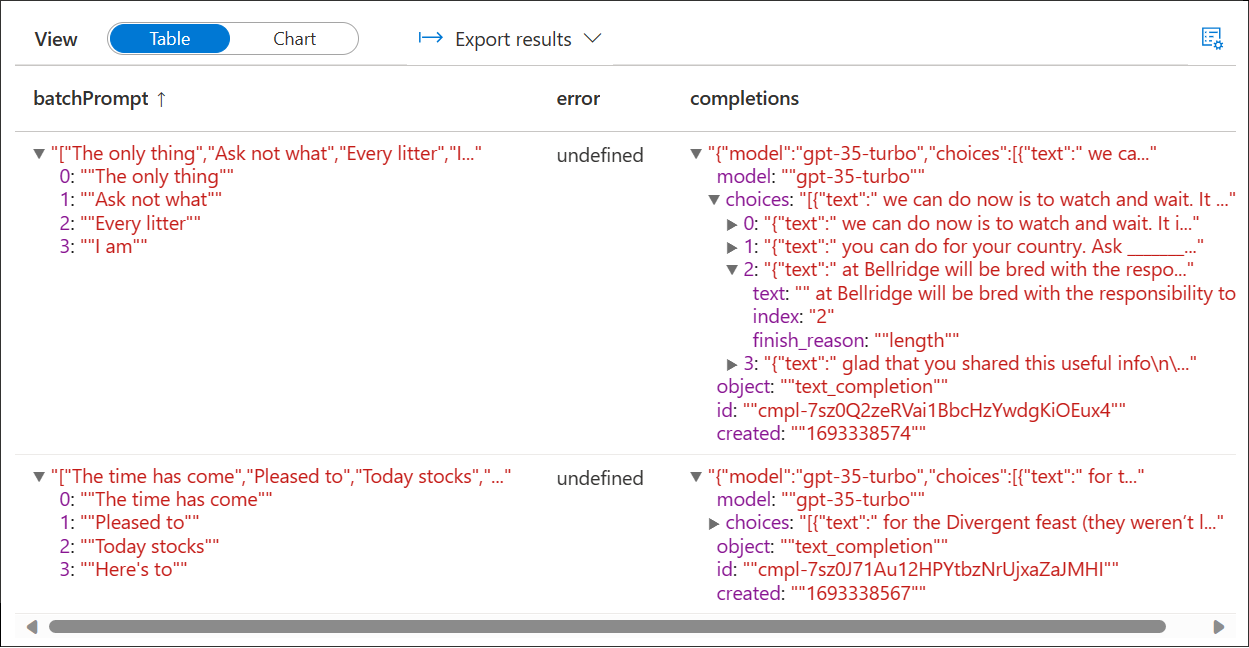 View Table Chart Export results
batchPrompt ↑ error completions
▼ "["The only thing","Ask not what","Every litter","I..."
0: ""The only thing""
1: ""Ask not what""
2: ""Every litter""
3: ""I am""
undefined
▼ "{"model":"gpt-35-turbo","choices":[{"text":" we ca..."
model: ""gpt-35-turbo""
▼ choices: "[{"text":" we can do now is to watch and wait. It ..."
▶ 0: "{"text":" we can do now is to watch and wait. It i..."
▶ 1: "{"text":" you can do for your country. Ask _______..."
▼ 2: "{"text":" at Bellridge will be bred with the respo..."
text: "" at Bellridge will be bred with the responsibility to
index: "2"
finish_reason: ""length""
▶ 3: "{"text":" glad that you shared this useful info\n\..."
object: ""text_completion""
id: ""cmpl-7sz0Q2zeRVai1BbcHzYwdgKiOEux4""
created: ""1693338574""
▼ "["The time has come","Pleased to","Today stocks","..."
0: ""The time has come""
1: ""Pleased to""
2: ""Today stocks""
3: ""Here's to""
undefined
▼ "{"model":"gpt-35-turbo","choices":[{"text":" for t..."
model: ""gpt-35-turbo""
▶ choices: "[{"text":" for the Divergent feast (they weren’t l..."
object: ""text_completion""
id: ""cmpl-7sz0J71Au12HPYtbzNrUjxaZaJMHI""
created: ""1693338567""